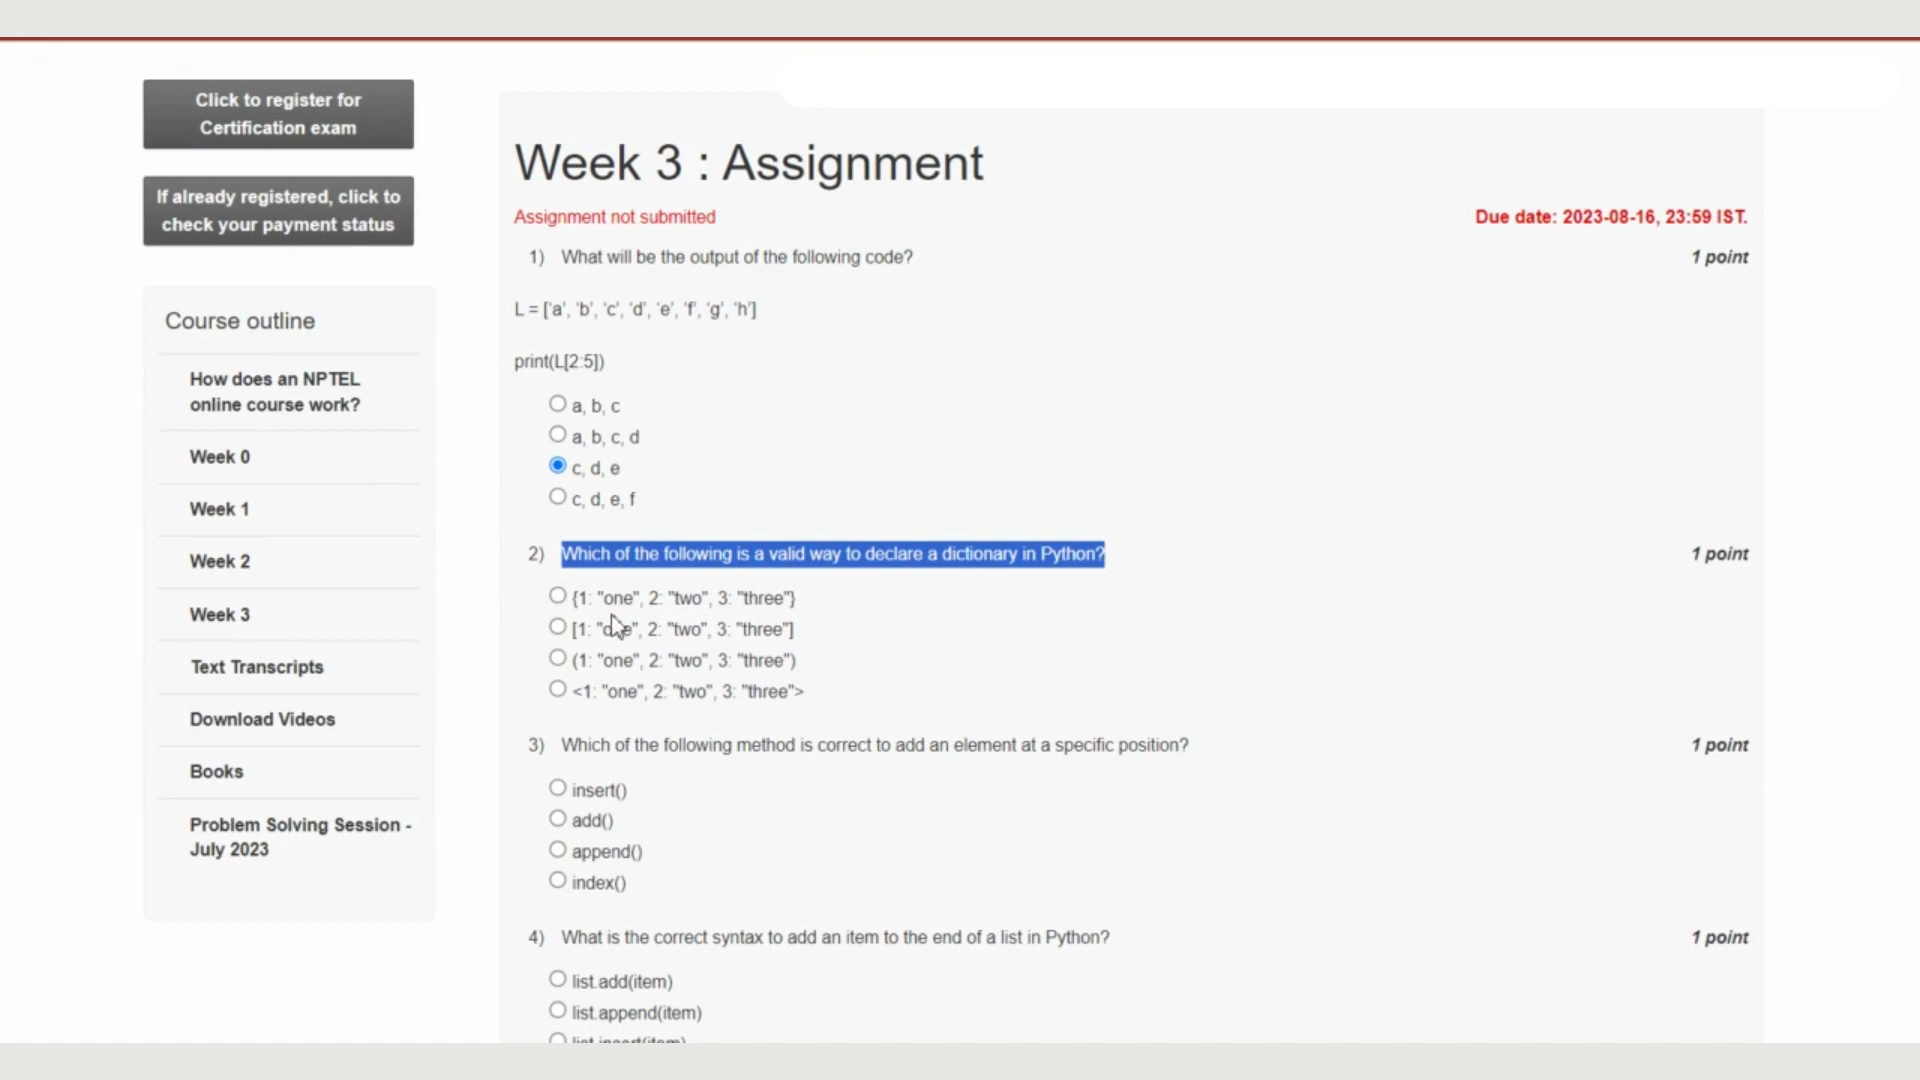 Click to register for
Certification exam
If already registered, click to
check your payment status
Course outline
How does an NPTEL
online course work?
Week 0
Week 1
Week 2
Week 3
Text Transcripts
Download Videos
Books
Problem Solving Session -
July 2023
Week 3 : Assignment
Assignment not submitted
Due date: 2023-08-16, 23:59 IST.
1) What will be the output of the following code?
1 point
L = ['a', 'b', 'c', 'd', 'e', 'f', 'g', 'h']
print(L[2:5])
a, b, c
a, b, c, d
c, d, e
c, d, e, f
2) Which of the following is a valid way to declare a dictionary in Python?
1 point
{1: "one", 2: "two", 3: "three"}
[1: "one", 2: "two", 3: "three"]
(1: "one", 2: "two", 3: "three")
<1: "one", 2: "two", 3: "three">
3) Which of the following method is correct to add an element at a specific position?
1 point
insert()
add()
append()
index()
4) What is the correct syntax to add an item to the end of a list in Python?
1 point
list.add(item)
list.append(item)
list.insert(item)